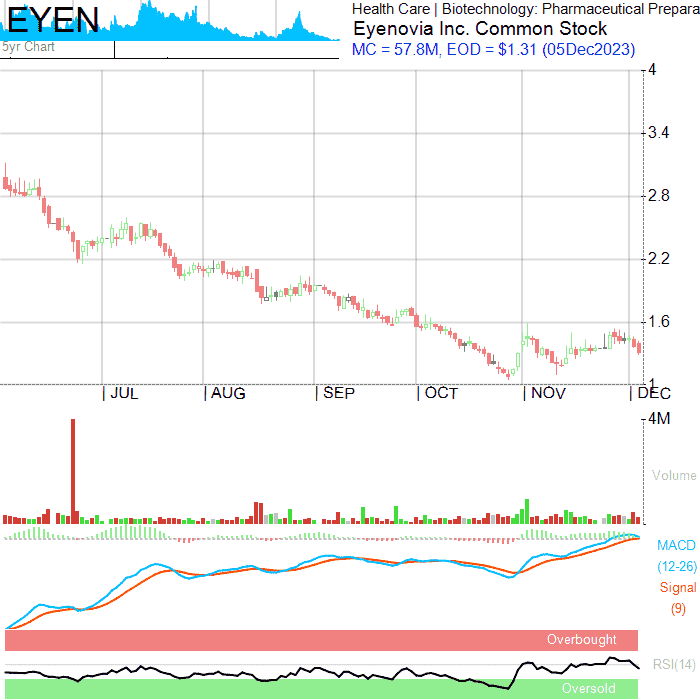 EYEN
Health Care | Biotechnology: Pharmaceutical Prepara
Eyenovia Inc. Common Stock
5yr Chart
MC = 57.8M, EOD = $1.31 (05Dec2023)
4
3.4
2.8
2.2
1.6
1
| JUL | AUG | SEP | OCT | NOV | DEC
4M
Volume
MACD
(12-26)
Signal
(9)
Overbought
RSI(14)
Oversold